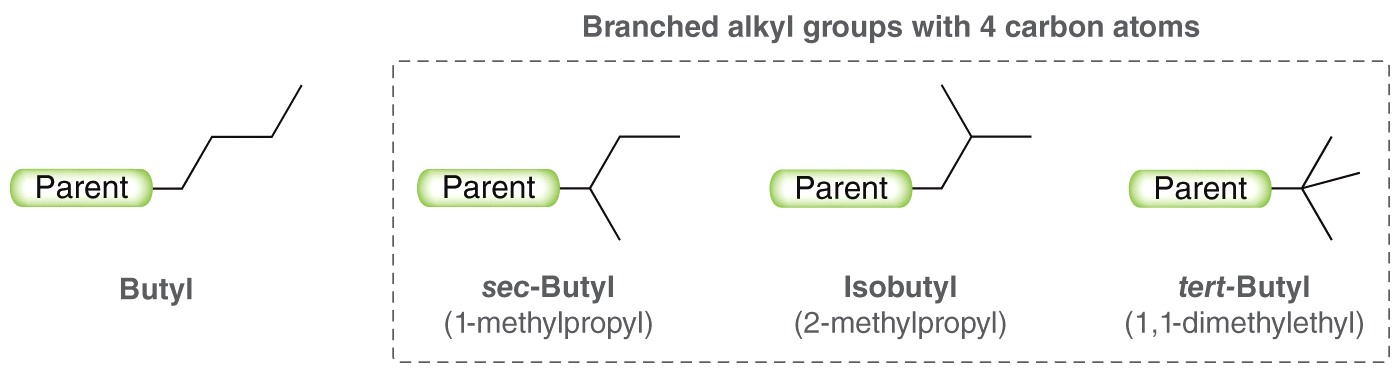 Branched alkyl groups with 4 carbon atoms
Parent
Butyl
Parent
sec-Butyl
(1-methylpropyl)
Parent
Isobutyl
(2-methylpropyl)
Parent
tert-Butyl
(1,1-dimethylethyl)